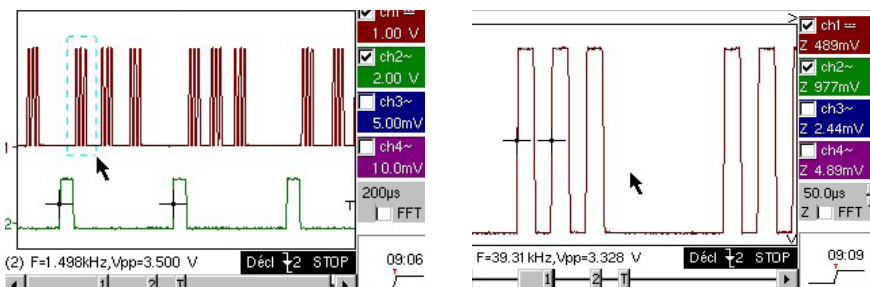 ch1
1.00 V
ch2~
2.00 V
ch3~
5.00mV
ch4~
10.0mV
200µs
FFT
1
2
T
(2) F=1.498kHz,Vpp=3.500 V
Décl 2 STOP
09:06
1 2 T
ch1
Z 489mV
ch2~
Z 977mV
ch3~
Z 2.44mV
ch4~
Z 4.89mV
50.0µs
Z FFT
F=39.31 kHz,Vpp=3.328 V
Décl 2 STOP
09:09
1 2 T